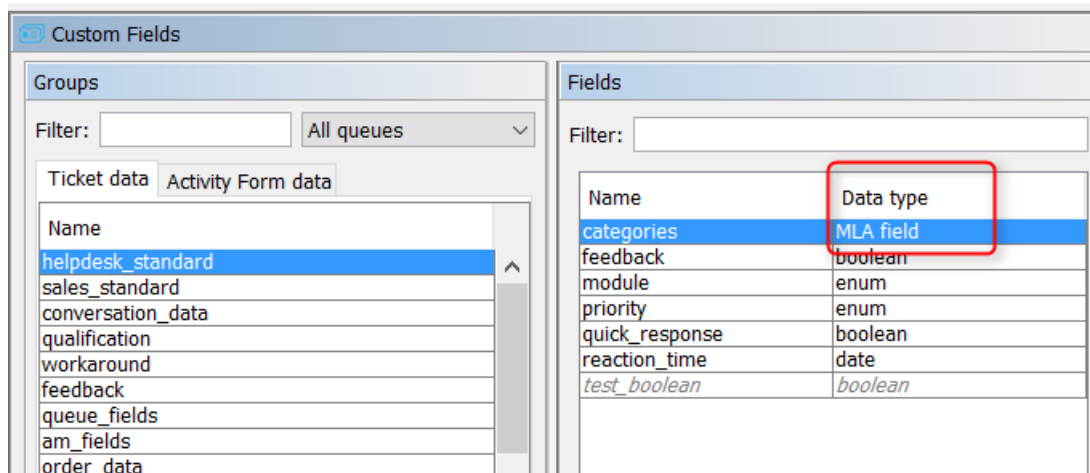 Custom Fields
Groups
Filter:
All queues
Ticket data
Activity Form data
Name
helpdesk_standard
sales_standard
conversation_data
qualification
workaround
feedback
queue_fields
am_fields
order_data
Fields
Filter:
Name Data type
categories MLA field
feedback boolean
module enum
priority enum
quick_response boolean
reaction_time date
test_boolean boolean